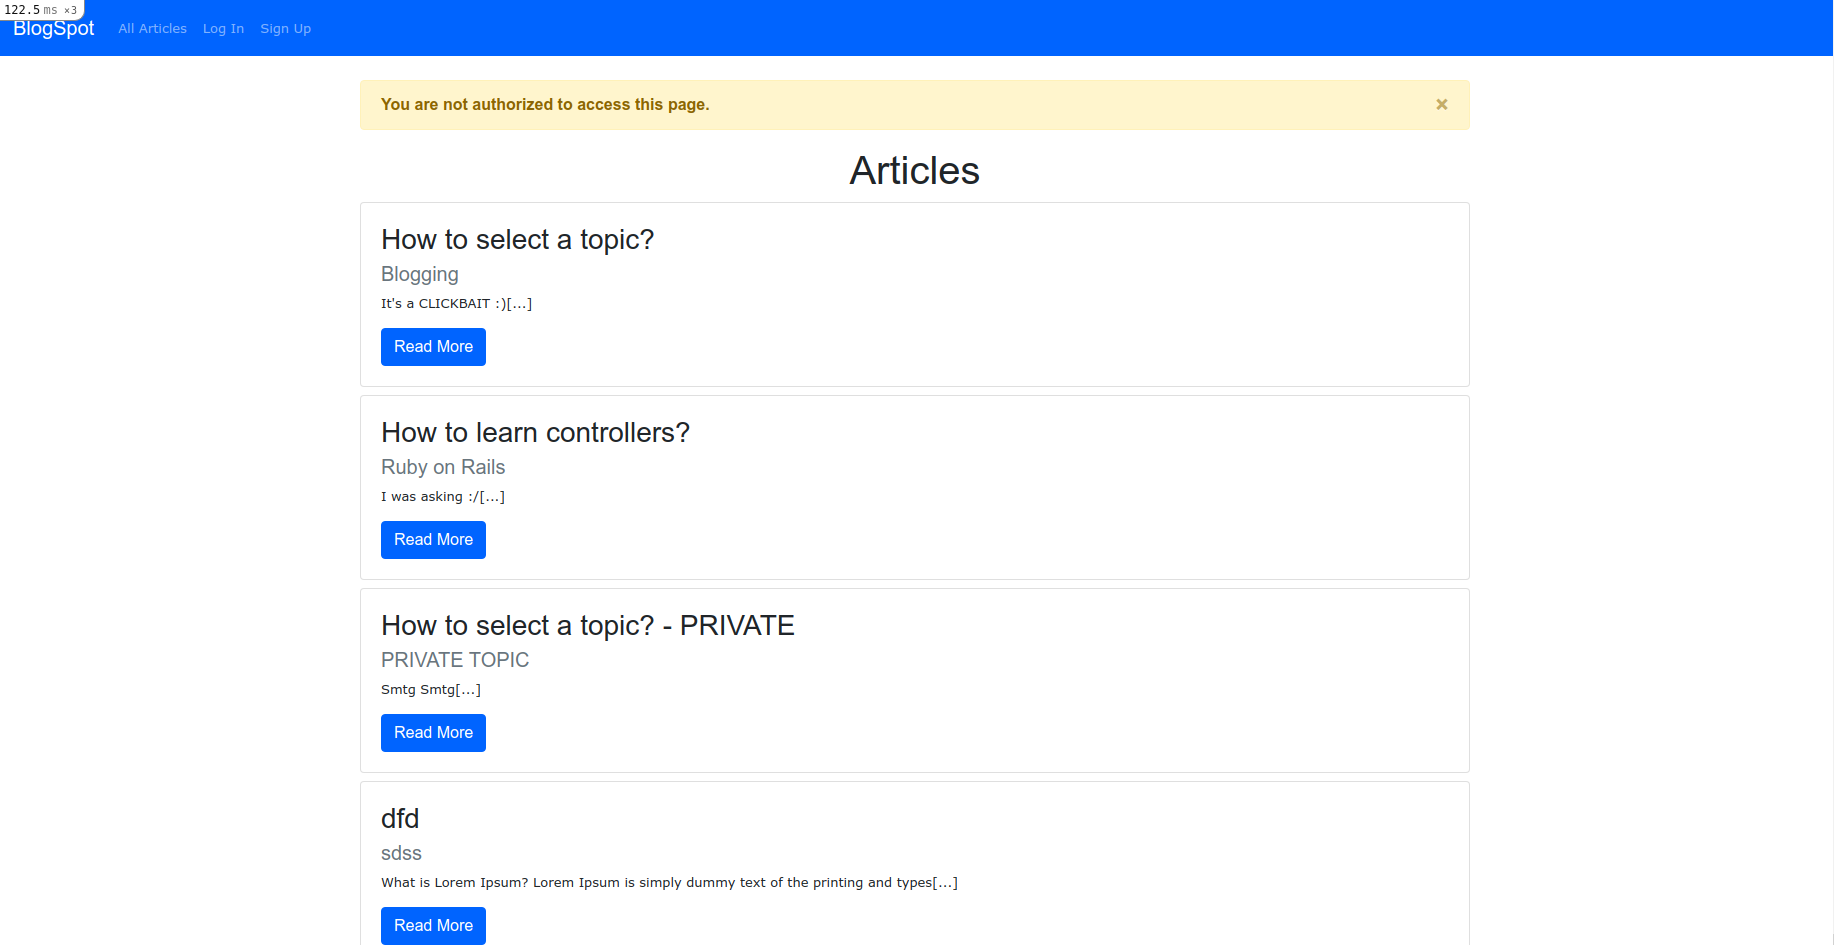 122.5 ms ×3
BlogSpot All Articles Log In Sign Up
You are not authorized to access this page. ×
Articles
How to select a topic?
Blogging
It's a CLICKBAIT :)[...]
Read More
How to learn controllers?
Ruby on Rails
I was asking :/[...]
Read More
How to select a topic? - PRIVATE
PRIVATE TOPIC
Smtg Smtg[...]
Read More
dfd
sdss
What is Lorem Ipsum? Lorem Ipsum is simply dummy text of the printing and types[...]
Read More